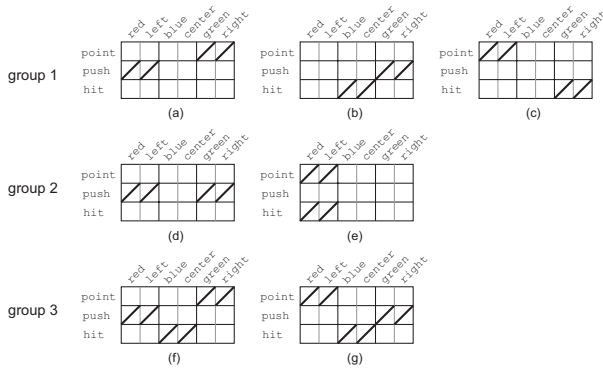 red left blue center green right red left blue center green right red left blue center green right
point point point
group 1 push push push
hit hit hit
(a) (b) (c)
red left blue center green right red left blue center green right
point point
group 2 push push
hit hit
(d) (e)
red left blue center green right red left blue center green right
point point
group 3 push push
hit hit
(f) (g)